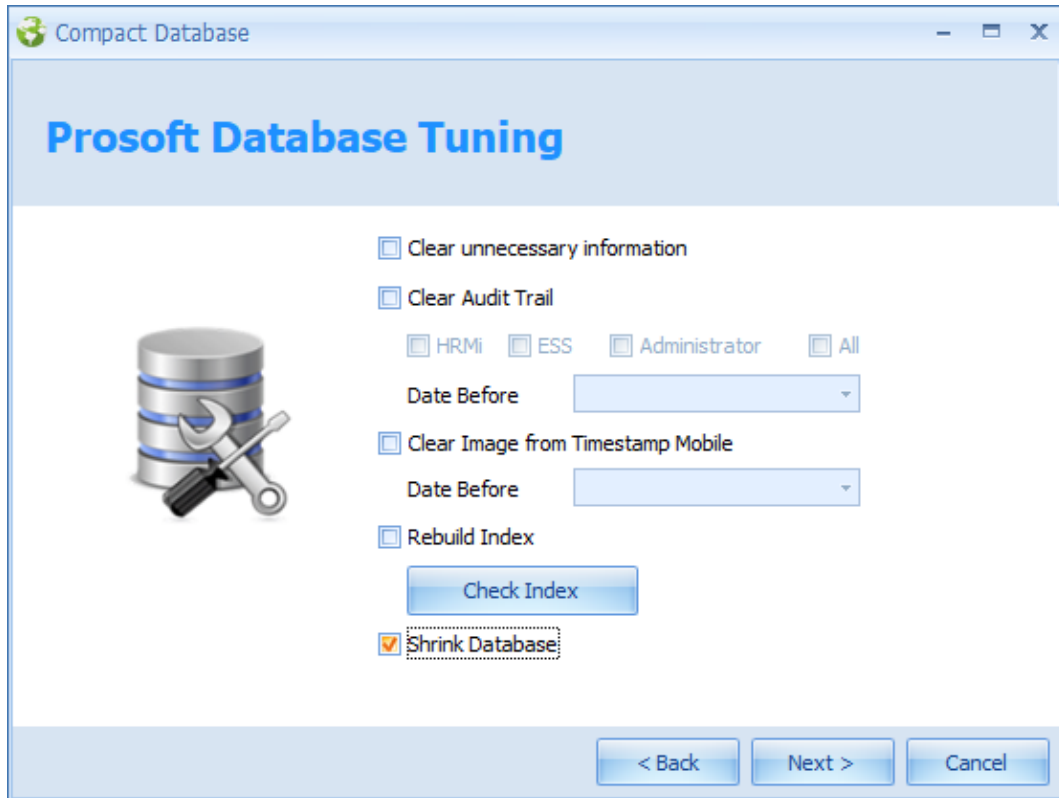 Compact Database
Prosoft Database Tuning
Clear unnecessary information
Clear Audit Trail
HRMi ESS Administrator All
Date Before
Clear Image from Timestamp Mobile
Date Before
Rebuild Index
Check Index
Shrink Database
< Back Next > Cancel